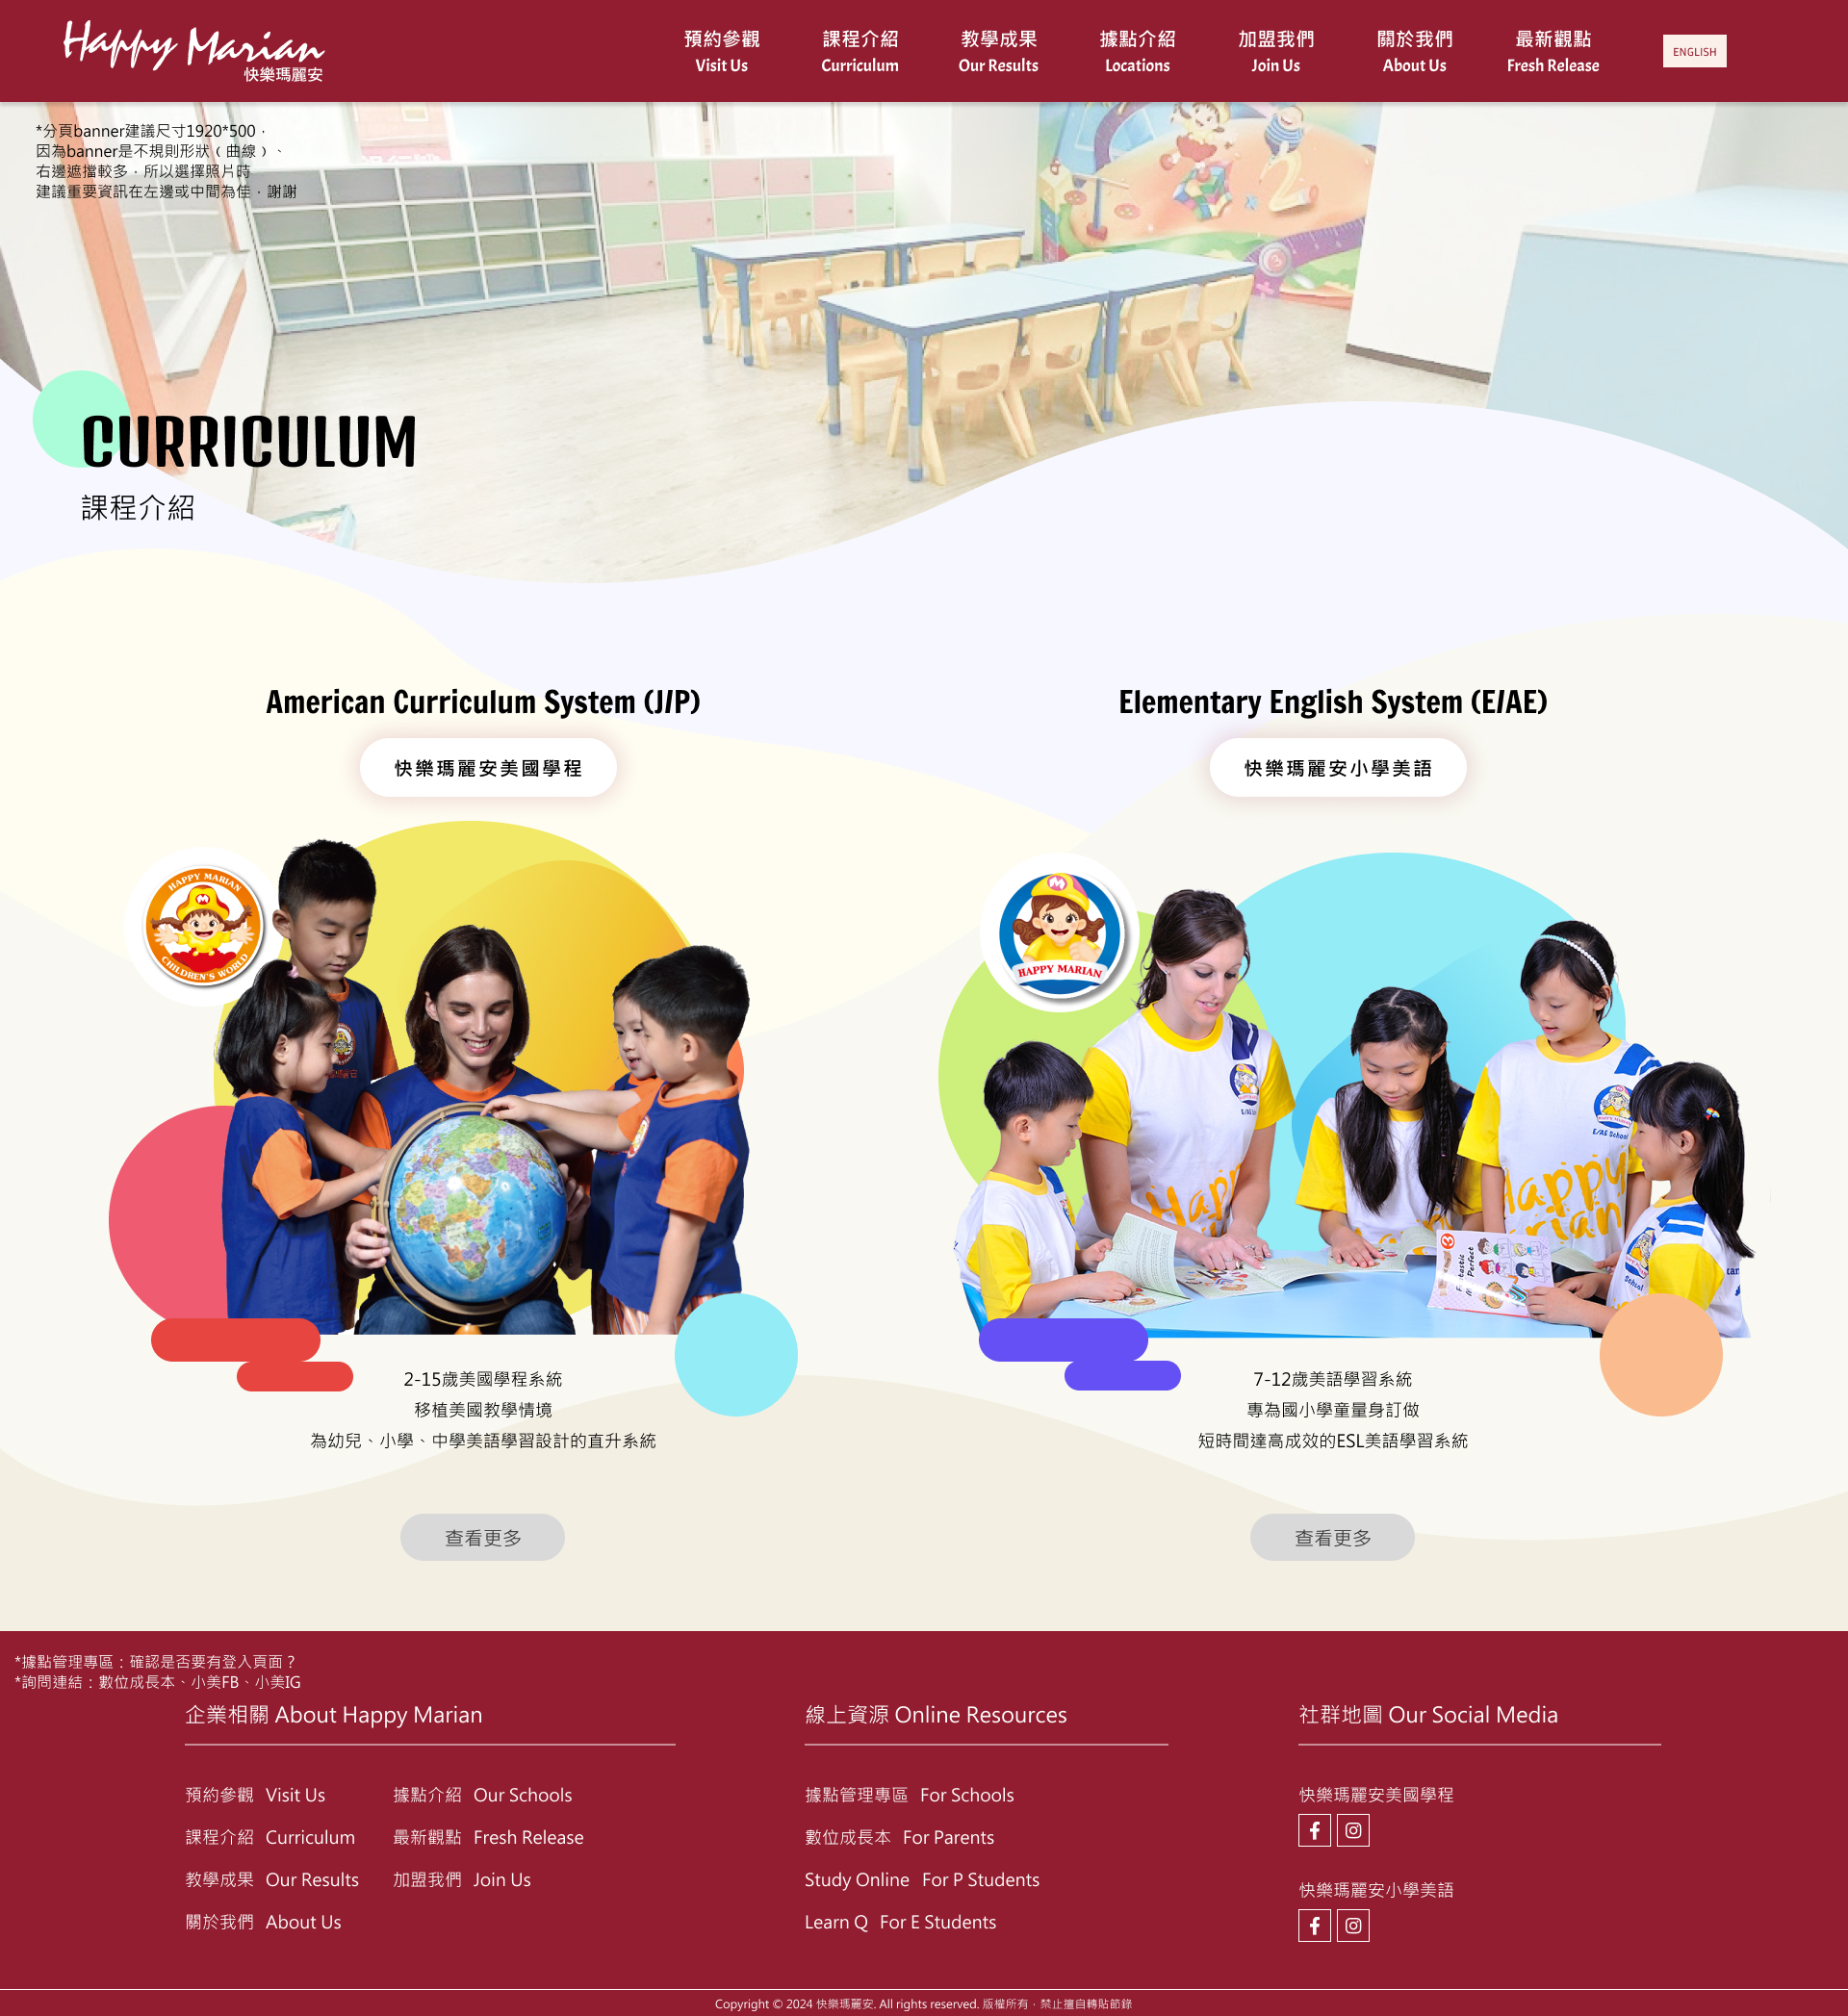 Happy Marian
快樂瑪麗安
預約參觀 課程介紹 教學成果 據點介紹 加盟我們 關於我們 最新觀點
Visit Us Curriculum Our Results Locations Join Us About Us Fresh Release
ENGLISH
*分頁banner建議尺寸1920*500，
因為banner是不規則形狀（曲線）、
右邊遮擋較多，所以選擇照片時
建議重要資訊在左邊或中間為佳，謝謝
CURRICULUM
課程介紹
American Curriculum System (J/P)
快樂瑪麗安美國學程
HAPPY MARIAN
CHILDREN'S WORLD
2-15歲美國學程系統
移植美國教學情境
為幼兒、小學、中學美語學習設計的直升系統
查看更多
Elementary English System (E/AE)
快樂瑪麗安小學美語
HAPPY MARIAN
Happy
Happy
E/AE School
Fantastic
Perfect
7-12歲美語學習系統
專為國小學童量身訂做
短時間達高成效的ESL美語學習系統
查看更多
*據點管理專區：確認是否要有登入頁面？
*詢問連結：數位成長本、小美FB、小美IG
企業相關 About Happy Marian
預約參觀 Visit Us
課程介紹 Curriculum
教學成果 Our Results
關於我們 About Us
據點介紹 Our Schools
最新觀點 Fresh Release
加盟我們 Join Us
線上資源 Online Resources
據點管理專區 For Schools
數位成長本 For Parents
Study Online For P Students
Learn Q For E Students
社群地圖 Our Social Media
快樂瑪麗安美國學程
快樂瑪麗安小學美語
Copyright © 2024 快樂瑪麗安. All rights reserved. 版權所有，禁止擅自轉貼節錄